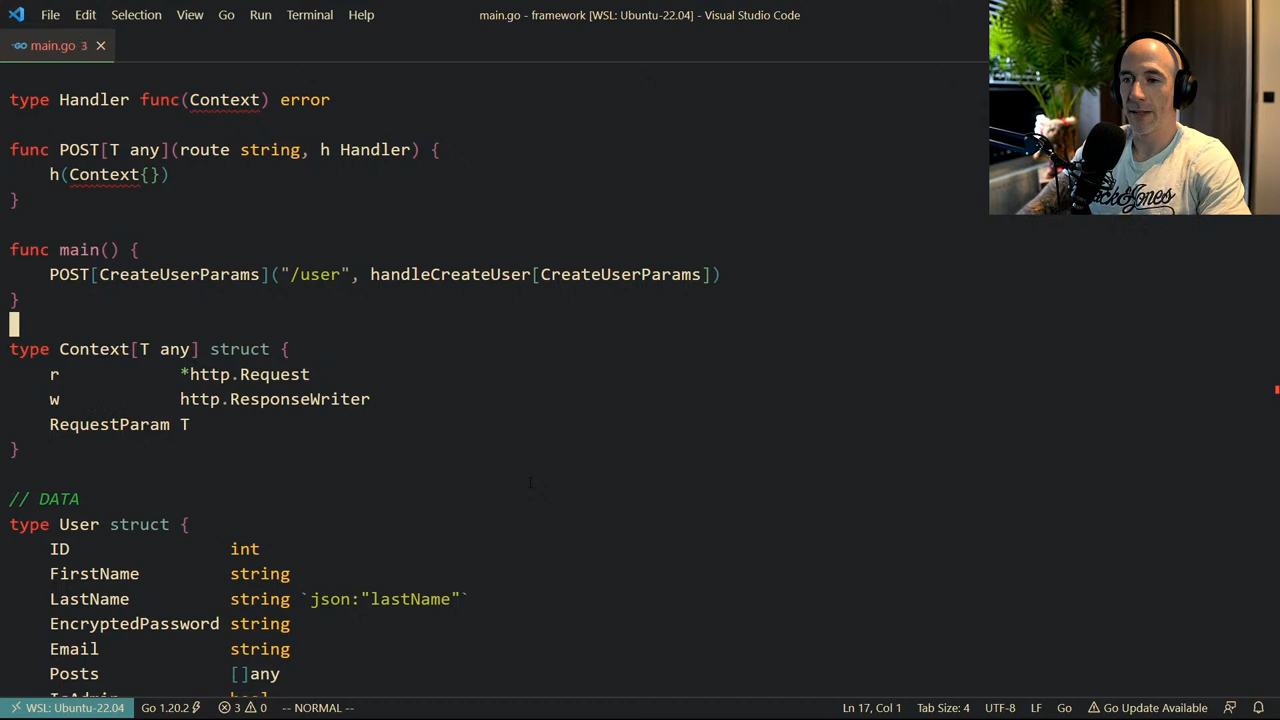 File Edit Selection View Go Run Terminal Help
main.go - framework [WSL: Ubuntu-22.04] - Visual Studio Code
main.go 3
type Handler func(Context) error
func POST[T any](route string, h Handler) {
h(Context{})
}
func main() {
POST[CreateUserParams]("/user", handleCreateUser[CreateUserParams])
}
type Context[T any] struct {
r *http.Request
w http.ResponseWriter
RequestParam T
}
// DATA
type User struct {
ID int
FirstName string
LastName string `json:"lastName"`
EncryptedPassword string
Email string
Posts []any
IsAdmin bool
WSL: Ubuntu-22.04 Go 1.20.2 3 0 -- NORMAL -- Ln 17, Col 1 Tab Size: 4 UTF-8 LF Go Go Update Available